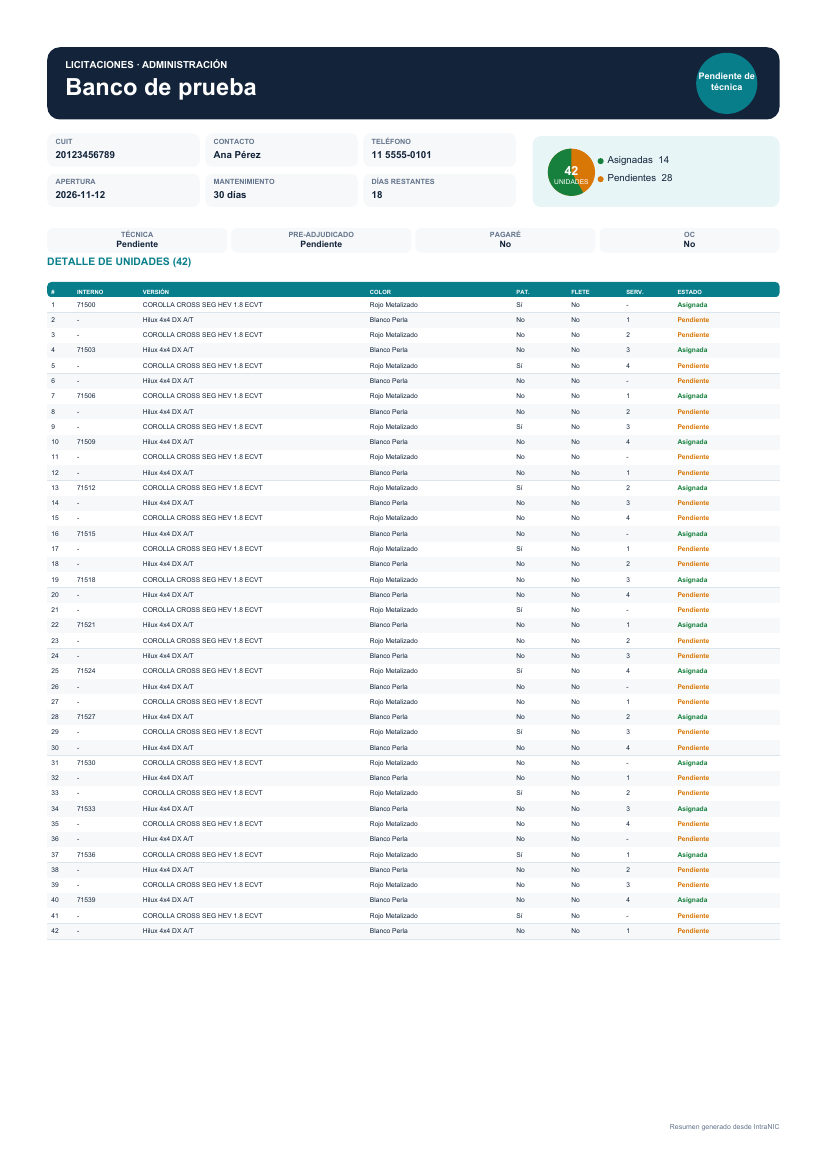 LICITACIONES · ADMINISTRACIÓN
Banco de prueba
Pendiente de
técnica
CUIT
20123456789
CONTACTO
Ana Pérez
TELÉFONO
11 5555-0101
APERTURA
2026-11-12
MANTENIMIENTO
30 días
DÍAS RESTANTES
18
42
UNIDADES
Asignadas 14
Pendientes 28
TÉCNICA
Pendiente
PRE-ADJUDICADO
Pendiente
PAGARÉ
No
OC
No
DETALLE DE UNIDADES (42)
# INTERNO VERSIÓN COLOR PAT. FLETE SERV. ESTADO
1 71500 COROLLA CROSS SEG HEV 1.8 ECVT Rojo Metalizado Sí No - Asignada
2 - Hilux 4x4 DX A/T Blanco Perla No No 1 Pendiente
3 - COROLLA CROSS SEG HEV 1.8 ECVT Rojo Metalizado No No 2 Pendiente
4 71503 Hilux 4x4 DX A/T Blanco Perla No No 3 Asignada
5 - COROLLA CROSS SEG HEV 1.8 ECVT Rojo Metalizado Sí No 4 Pendiente
6 - Hilux 4x4 DX A/T Blanco Perla No No - Pendiente
7 71506 COROLLA CROSS SEG HEV 1.8 ECVT Rojo Metalizado No No 1 Asignada
8 - Hilux 4x4 DX A/T Blanco Perla No No 2 Pendiente
9 - COROLLA CROSS SEG HEV 1.8 ECVT Rojo Metalizado Sí No 3 Pendiente
10 71509 Hilux 4x4 DX A/T Blanco Perla No No 4 Asignada
11 - COROLLA CROSS SEG HEV 1.8 ECVT Rojo Metalizado No No - Pendiente
12 - Hilux 4x4 DX A/T Blanco Perla No No 1 Pendiente
13 71512 COROLLA CROSS SEG HEV 1.8 ECVT Rojo Metalizado Sí No 2 Asignada
14 - Hilux 4x4 DX A/T Blanco Perla No No 3 Pendiente
15 - COROLLA CROSS SEG HEV 1.8 ECVT Rojo Metalizado No No 4 Pendiente
16 71515 Hilux 4x4 DX A/T Blanco Perla No No - Asignada
17 - COROLLA CROSS SEG HEV 1.8 ECVT Rojo Metalizado Sí No 1 Pendiente
18 - Hilux 4x4 DX A/T Blanco Perla No No 2 Pendiente
19 71518 COROLLA CROSS SEG HEV 1.8 ECVT Rojo Metalizado No No 3 Asignada
20 - Hilux 4x4 DX A/T Blanco Perla No No 4 Pendiente
21 - COROLLA CROSS SEG HEV 1.8 ECVT Rojo Metalizado Sí No - Pendiente
22 71521 Hilux 4x4 DX A/T Blanco Perla No No 1 Asignada
23 - COROLLA CROSS SEG HEV 1.8 ECVT Rojo Metalizado No No 2 Pendiente
24 - Hilux 4x4 DX A/T Blanco Perla No No 3 Pendiente
25 71524 COROLLA CROSS SEG HEV 1.8 ECVT Rojo Metalizado Sí No 4 Asignada
26 - Hilux 4x4 DX A/T Blanco Perla No No - Pendiente
27 - COROLLA CROSS SEG HEV 1.8 ECVT Rojo Metalizado No No 1 Pendiente
28 71527 Hilux 4x4 DX A/T Blanco Perla No No 2 Asignada
29 - COROLLA CROSS SEG HEV 1.8 ECVT Rojo Metalizado Sí No 3 Pendiente
30 - Hilux 4x4 DX A/T Blanco Perla No No 4 Pendiente
31 71530 COROLLA CROSS SEG HEV 1.8 ECVT Rojo Metalizado No No - Asignada
32 - Hilux 4x4 DX A/T Blanco Perla No No 1 Pendiente
33 - COROLLA CROSS SEG HEV 1.8 ECVT Rojo Metalizado Sí No 2 Pendiente
34 71533 Hilux 4x4 DX A/T Blanco Perla No No 3 Asignada
35 - COROLLA CROSS SEG HEV 1.8 ECVT Rojo Metalizado No No 4 Pendiente
36 - Hilux 4x4 DX A/T Blanco Perla No No - Pendiente
37 71536 COROLLA CROSS SEG HEV 1.8 ECVT Rojo Metalizado Sí No 1 Asignada
38 - Hilux 4x4 DX A/T Blanco Perla No No 2 Pendiente
39 - COROLLA CROSS SEG HEV 1.8 ECVT Rojo Metalizado No No 3 Pendiente
40 71539 Hilux 4x4 DX A/T Blanco Perla No No 4 Asignada
41 - COROLLA CROSS SEG HEV 1.8 ECVT Rojo Metalizado Sí No - Pendiente
42 - Hilux 4x4 DX A/T Blanco Perla No No 1 Pendiente
Resumen generado desde IntraNIC